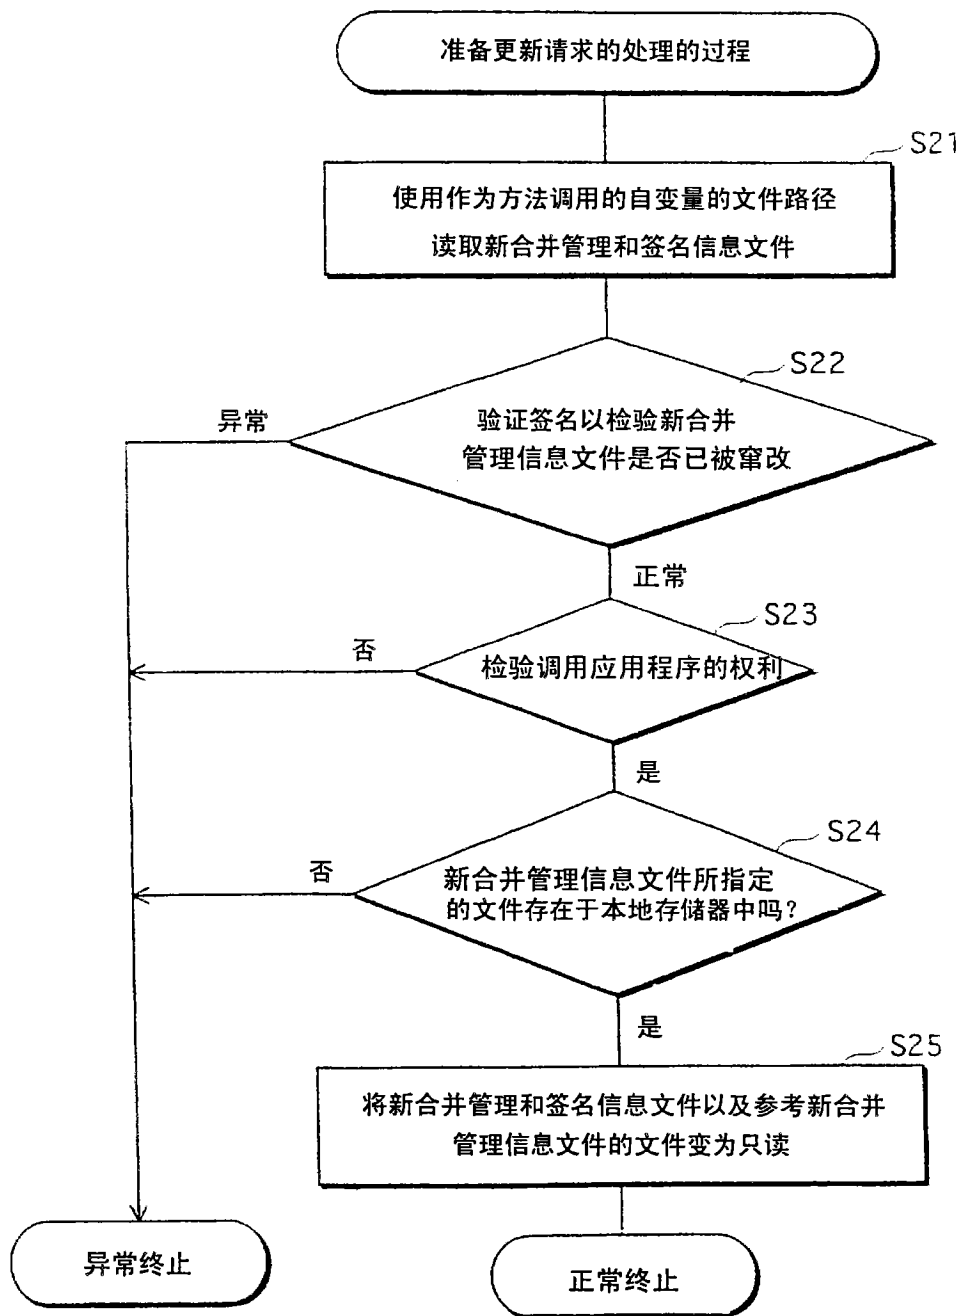 准备更新请求的处理的过程
S21
使用作为方法调用的自变量的文件路径
读取新合并管理和签名信息文件
S22
异常
验证签名以检验新合并
管理信息文件是否已被窜改
正常
S23
否
检验调用应用程序的权利
是
S24
否
新合并管理信息文件所指定
的文件存在于本地存储器中吗？
是
S25
将新合并管理和签名信息文件以及参考新合并
管理信息文件的文件变为只读
异常终止
正常终止